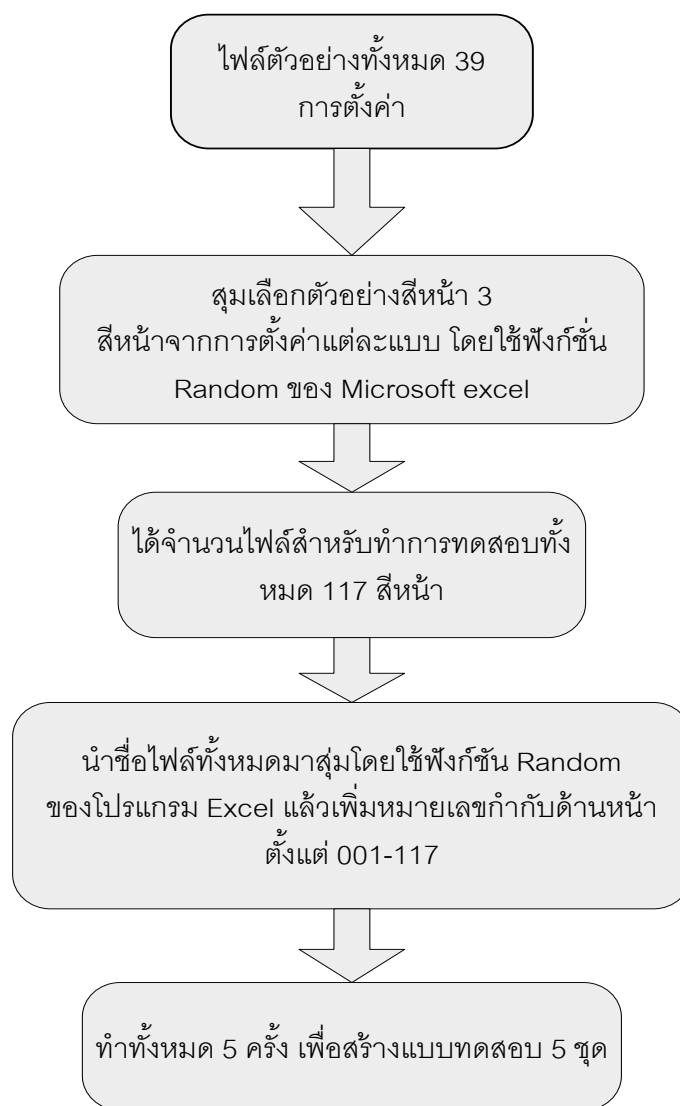 ไฟล์ตัวอย่างทั้งหมด 39
การตั้งค่า
สุมเลือกตัวอย่างสีหน้า 3
สีหน้าจากการตั้งค่าแต่ละแบบ โดยใช้ฟังก์ชั่น
Random ของ Microsoft excel
ได้จำนวนไฟล์สำหรับทำการทดสอบทั้ง
หมด 117 สีหน้า
นำชื่อไฟล์ทั้งหมดมาสุ่มโดยใช้ฟังก์ชัน Random
ของโปรแกรม Excel แล้วเพิ่มหมายเลขกำกับด้านหน้า
ตั้งแต่ 001-117
ทำทั้งหมด 5 ครั้ง เพื่อสร้างแบบทดสอบ 5 ชุด